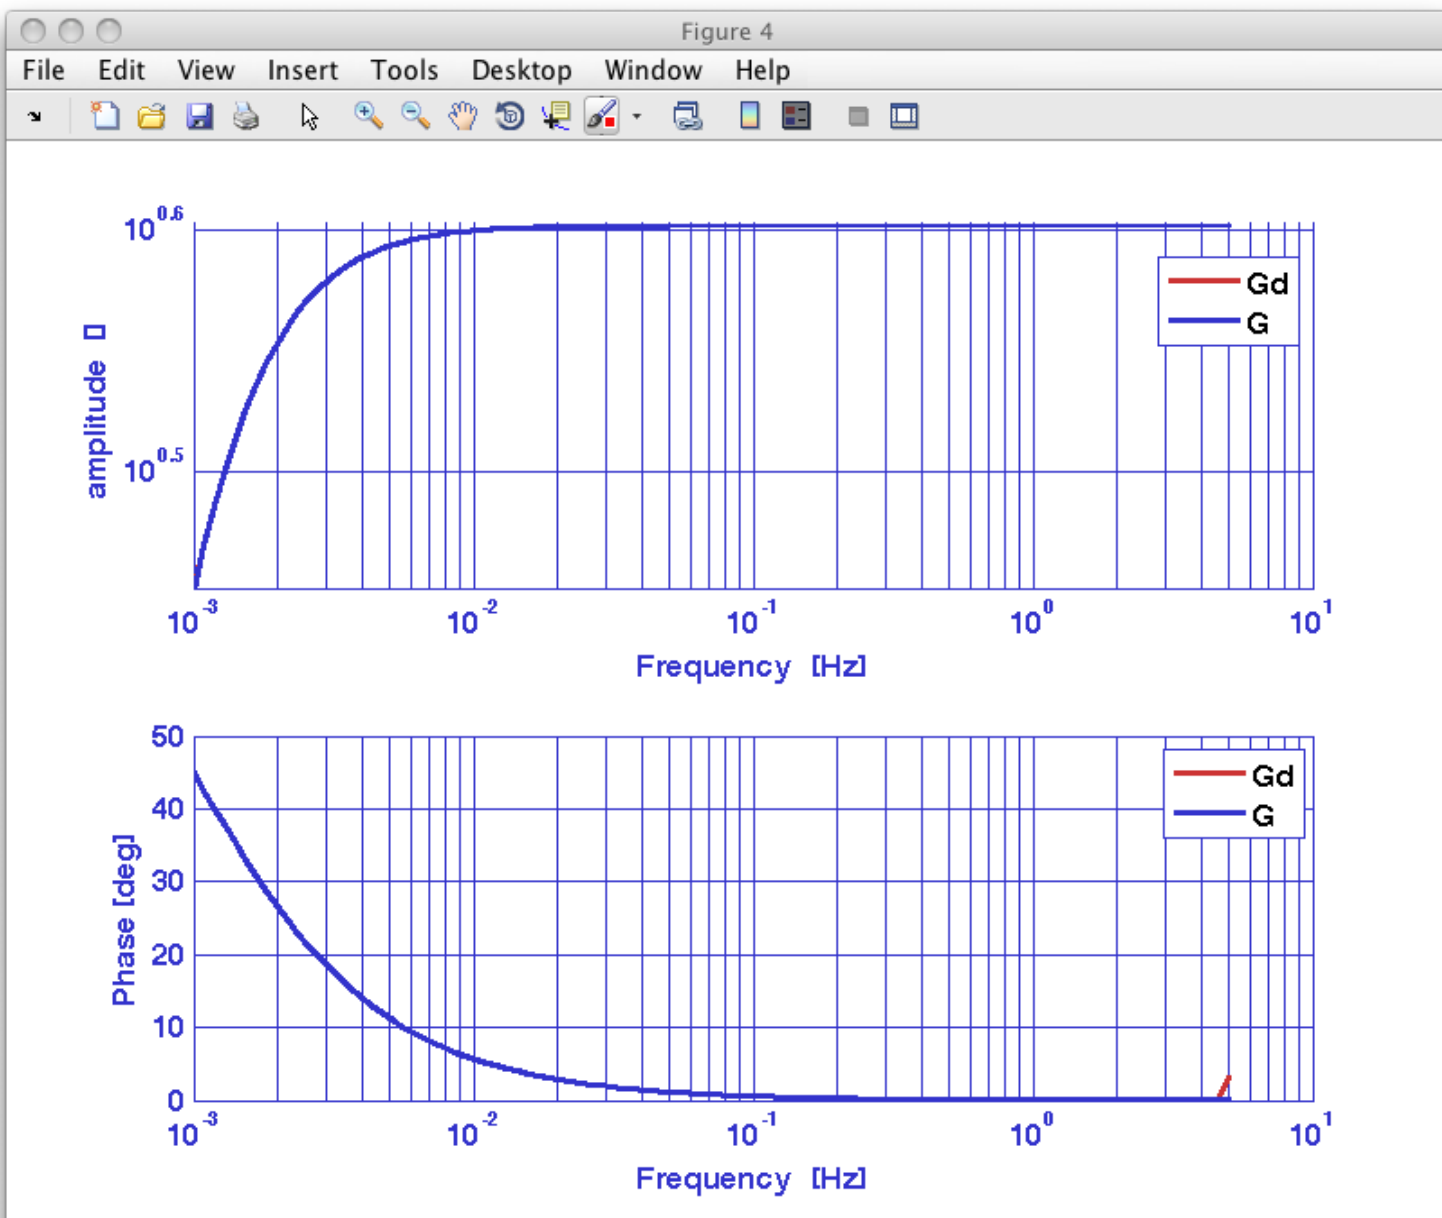 Figure 4
File Edit View Insert Tools Desktop Window Help
10^0.6
10^0.5
amplitude []
Gd
G
10^-3 10^-2 10^-1 10^0 10^1
Frequency [Hz]
50
40
30
20
10
0
Phase [deg]
Gd
G
10^-3 10^-2 10^-1 10^0 10^1
Frequency [Hz]